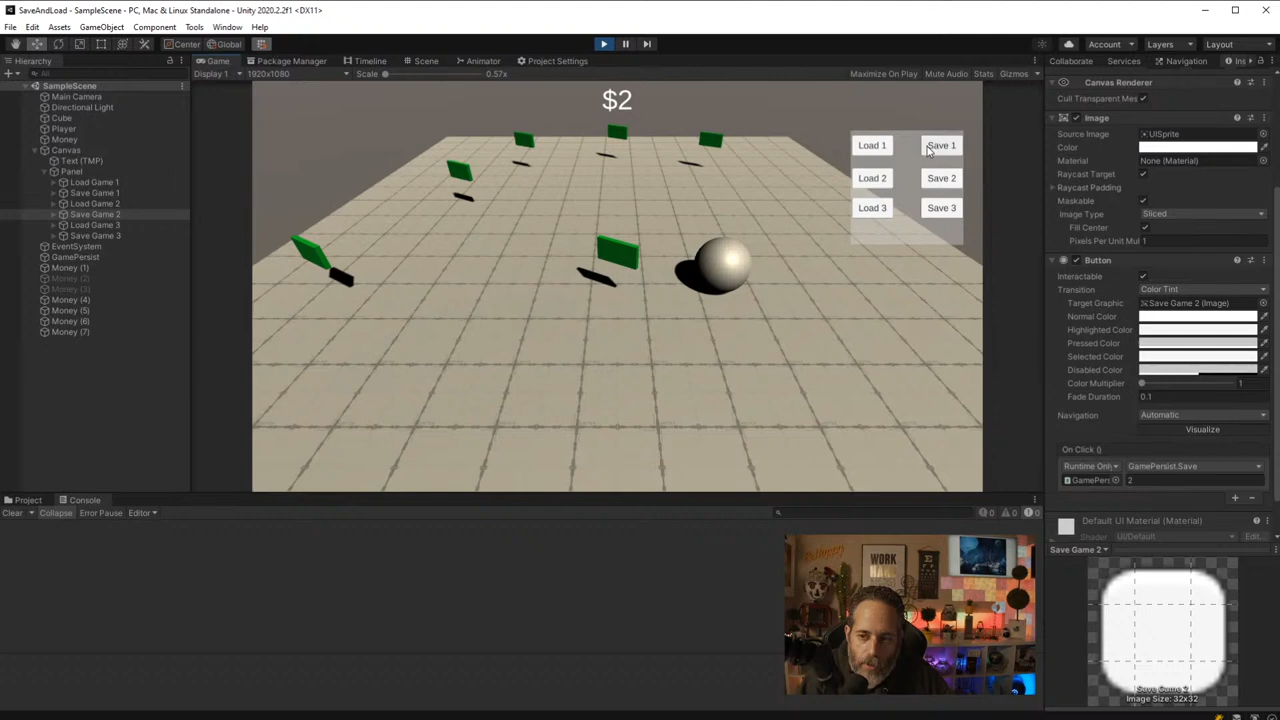 SaveAndLoad - SampleScene - PC, Mac & Linux Standalone - Unity 2020.2.2f1 <DX11>
File Edit Assets GameObject Component Tools Window Help
Center Global Account Layers Layout
Hierarchy Game Package Manager Timeline Scene Animator Project Settings Collaborate Services Navigation Ins
All Display 1 1920x1080 Scale 0.57x Maximize On Play Mute Audio Stats Gizmos
SampleScene
Main Camera
Directional Light
Cube
Player
Money
Canvas
Text (TMP)
Panel
Load Game 1
Save Game 1
Load Game 2
Save Game 2
Load Game 3
Save Game 3
EventSystem
GamePersist
Money (1)
Money (2)
Money (3)
Money (4)
Money (5)
Money (6)
Money (7)
$2
Load 1 Save 1
Load 2 Save 2
Load 3 Save 3
Canvas Renderer
Cull Transparent Mes
Image
Source Image UISprite
Color
Material None (Material)
Raycast Target
Raycast Padding
Maskable
Image Type Sliced
Fill Center
Pixels Per Unit Mul 1
Button
Interactable
Transition Color Tint
Target Graphic Save Game 2 (Image)
Normal Color
Highlighted Color
Pressed Color
Selected Color
Disabled Color
Color Multiplier 1
Fade Duration 0.1
Navigation Automatic
Visualize
On Click ()
Runtime Only GamePersist.Save
GamePers 2
Project Console
Clear Collapse Error Pause Editor 0 0 0
WORK
Default UI Material (Material)
Shader UI/Default Edit...
Save Game 2
Save Game 2
Image Size: 32x32